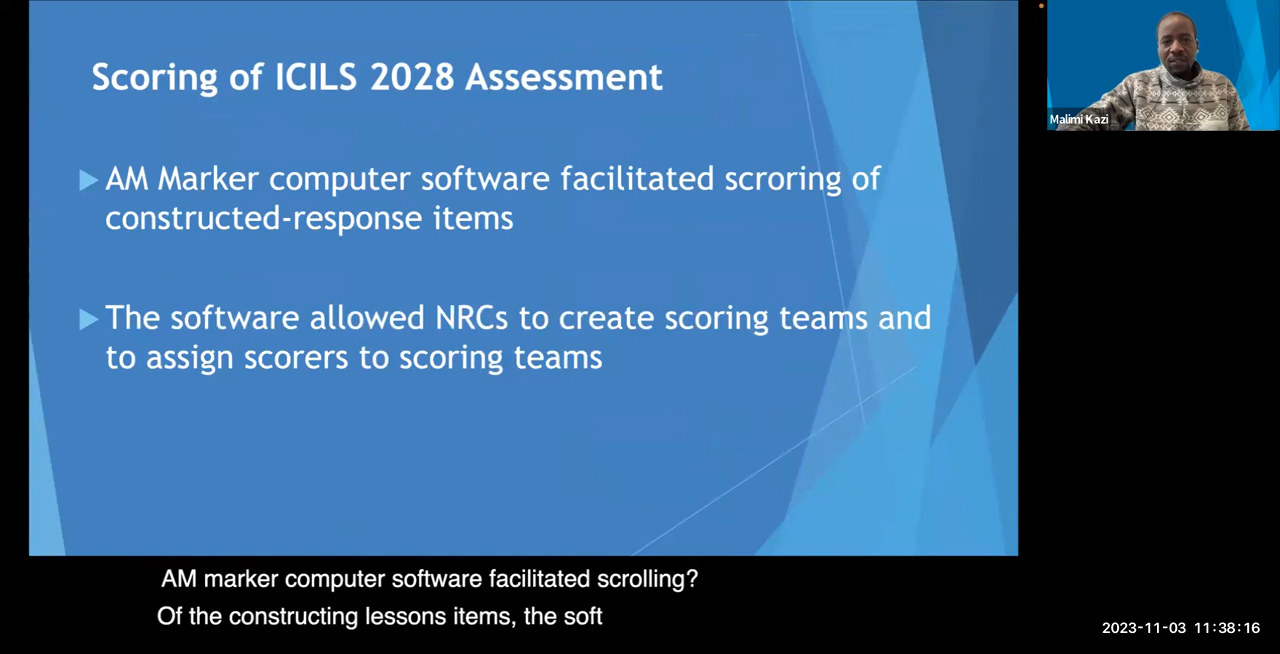 Scoring of ICILS 2028 Assessment
AM Marker computer software facilitated scroring of
constructed-response items
The software allowed NRCs to create scoring teams and
to assign scorers to scoring teams
Malimi Kazi
AM marker computer software facilitated scrolling?
Of the constructing lessons items, the soft
2023-11-03 11:38:16